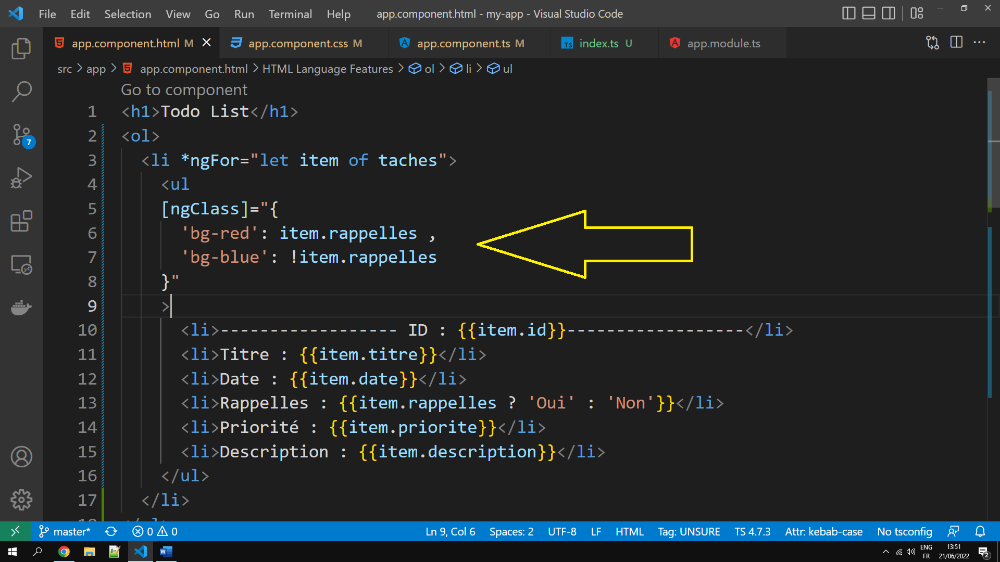 File Edit Selection View Go Run Terminal Help app.component.html - my-app - Visual Studio Code
app.component.html M app.component.css M app.component.ts M index.ts U app.module.ts
src > app > app.component.html > HTML Language Features > ol > li > ul
Go to component
1 <h1>Todo List</h1>
2 <ol>
3 <li *ngFor="let item of taches">
4 <ul
5 [ngClass]="{
6 'bg-red': item.rappelles ,
7 'bg-blue': !item.rappelles
8 }"
9 >
10 <li>------------------ ID : {{item.id}}------------------</li>
11 <li>Titre : {{item.titre}}</li>
12 <li>Date : {{item.date}}</li>
13 <li>Rappelles : {{item.rappelles ? 'Oui' : 'Non'}}</li>
14 <li>Priorité : {{item.priorite}}</li>
15 <li>Description : {{item.description}}</li>
16 </ul>
17 </li>
7
master* 0 0 Ln 9, Col 6 Spaces: 2 UTF-8 LF HTML Tag: UNSURE TS 4.7.3 Attr: kebab-case No tsconfig
ENG 13:51
FR 21/06/2022 2